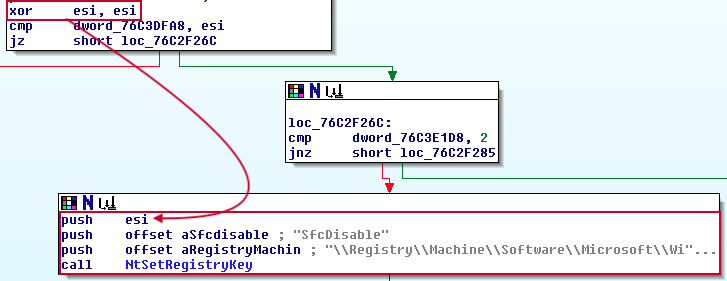 xor esi, esi
cmp dword_76C3DFA8, esi
jz short loc_76C2F26C
N
loc_76C2F26C:
cmp dword_76C3E1D8, 2
jnz short loc_76C2F285
N
push esi
push offset aSfcdisable ; "SfcDisable"
push offset aRegistryMachin ; "\\Registry\\Machine\\Software\\Microsoft\\Wi"...
call NtSetRegistryKey